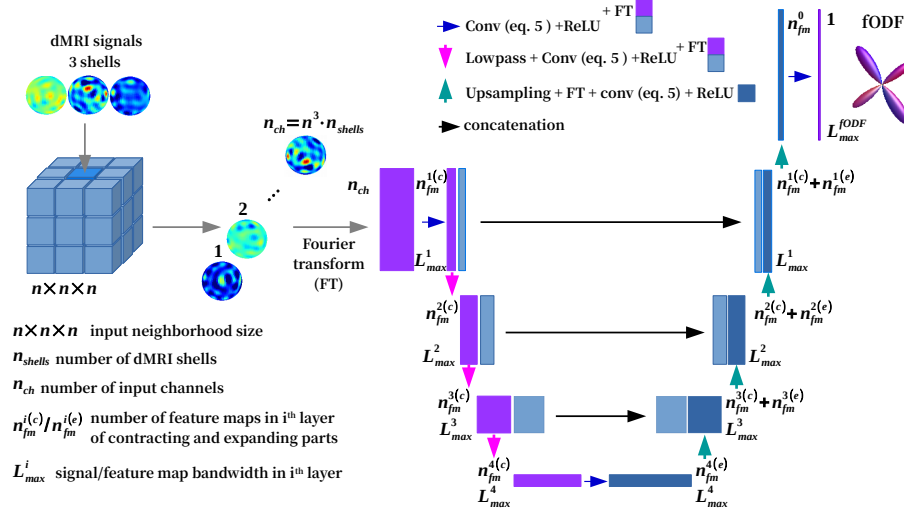 dMRI signals
3 shells
n×n×n
1
2
...
n_ch = n³·n_shells
Fourier
transform
(FT)
Conv (eq. 5) +ReLU + FT
Lowpass + Conv (eq. 5 ) +ReLU + FT
Upsampling + FT + conv (eq. 5) + ReLU
concatenation
n_ch
n_fm^1(c)
L_max^1
n_fm^2(c)
L_max^2
n_fm^3(c)
L_max^3
n_fm^4(c)
L_max^4
n_fm^4(e)
L_max^4
n_fm^3(c) + n_fm^3(e)
L_max^3
n_fm^2(c) + n_fm^2(e)
L_max^2
n_fm^1(c) + n_fm^1(e)
L_max^1
n_fm^0
1
L_max^fODF
fODF
n×n×n input neighborhood size
n_shells number of dMRI shells
n_ch number of input channels
n_fm^i(c) / n_fm^i(e) number of feature maps in i^th layer
of contracting and expanding parts
L_max^i signal/feature map bandwidth in i^th layer